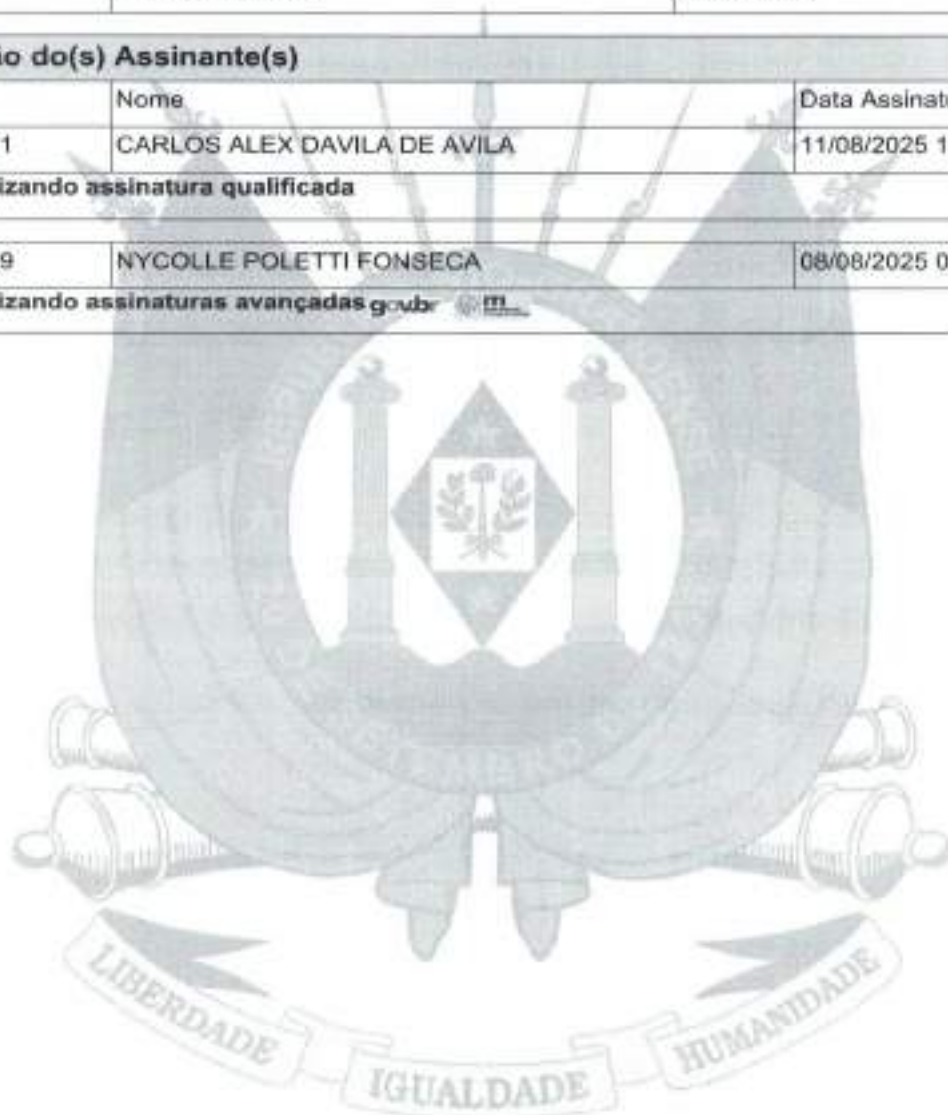 o do(s) Assinante(s)
Nome Data Assinat
1 CARLOS ALEX DAVILA DE AVILA 11/08/2025 1
izando assinatura qualificada
9 NYCOLLE POLETTI FONSECA 08/08/2025 0
izando assinaturas avançadas gov.br
LIBERDADE IGUALDADE HUMANIDADE